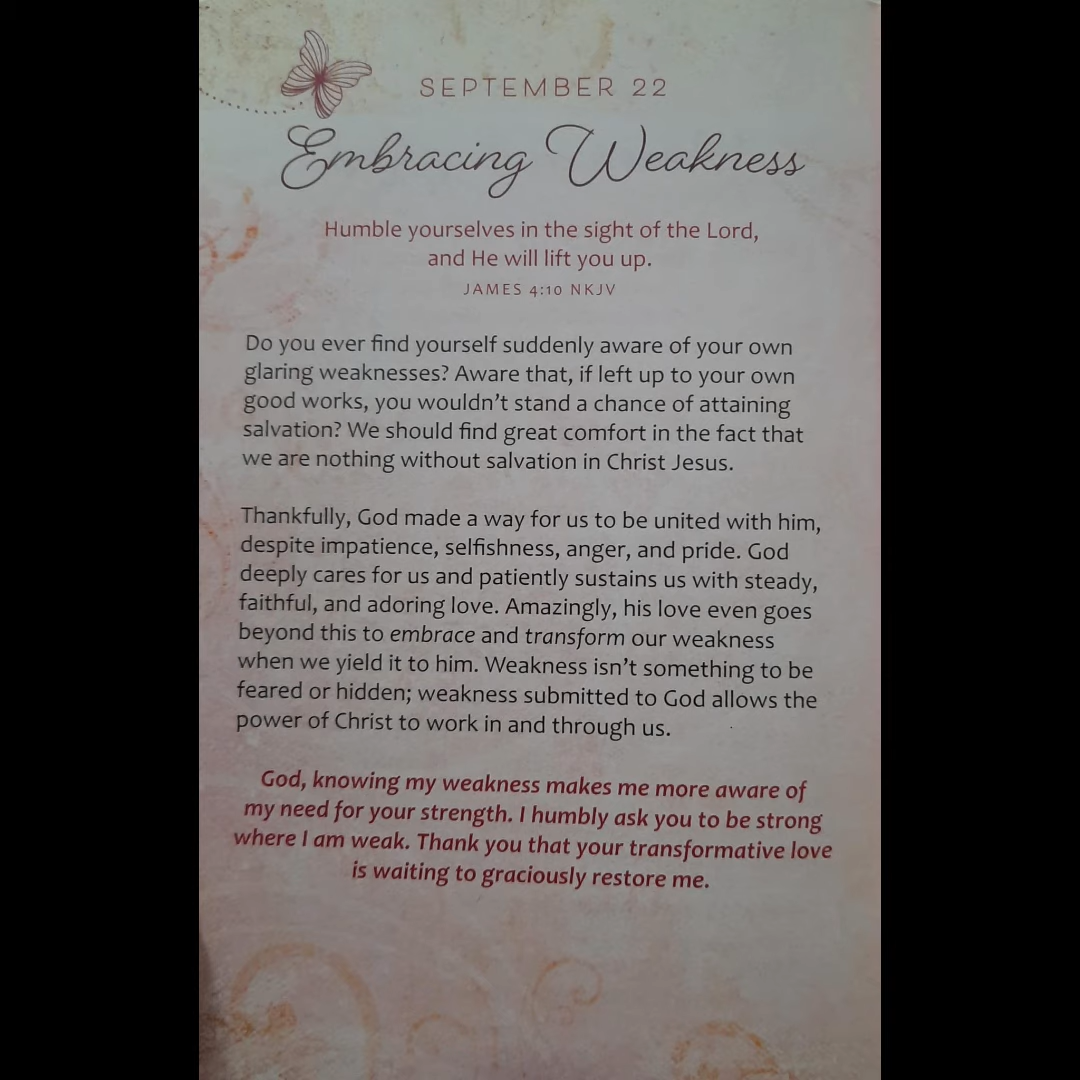 SEPTEMBER 22
Embracing Weakness
Humble yourselves in the sight of the Lord,
and He will lift you up.
JAMES 4:10 NKJV
Do you ever find yourself suddenly aware of your own
glaring weaknesses? Aware that, if left up to your own
good works, you wouldn't stand a chance of attaining
salvation? We should find great comfort in the fact that
we are nothing without salvation in Christ Jesus.
Thankfully, God made a way for us to be united with him,
despite impatience, selfishness, anger, and pride. God
deeply cares for us and patiently sustains us with steady,
faithful, and adoring love. Amazingly, his love even goes
beyond this to embrace and transform our weakness
when we yield it to him. Weakness isn't something to be
feared or hidden; weakness submitted to God allows the
power of Christ to work in and through us.
God, knowing my weakness makes me more aware of
my need for your strength. I humbly ask you to be strong
where I am weak. Thank you that your transformative love
is waiting to graciously restore me.